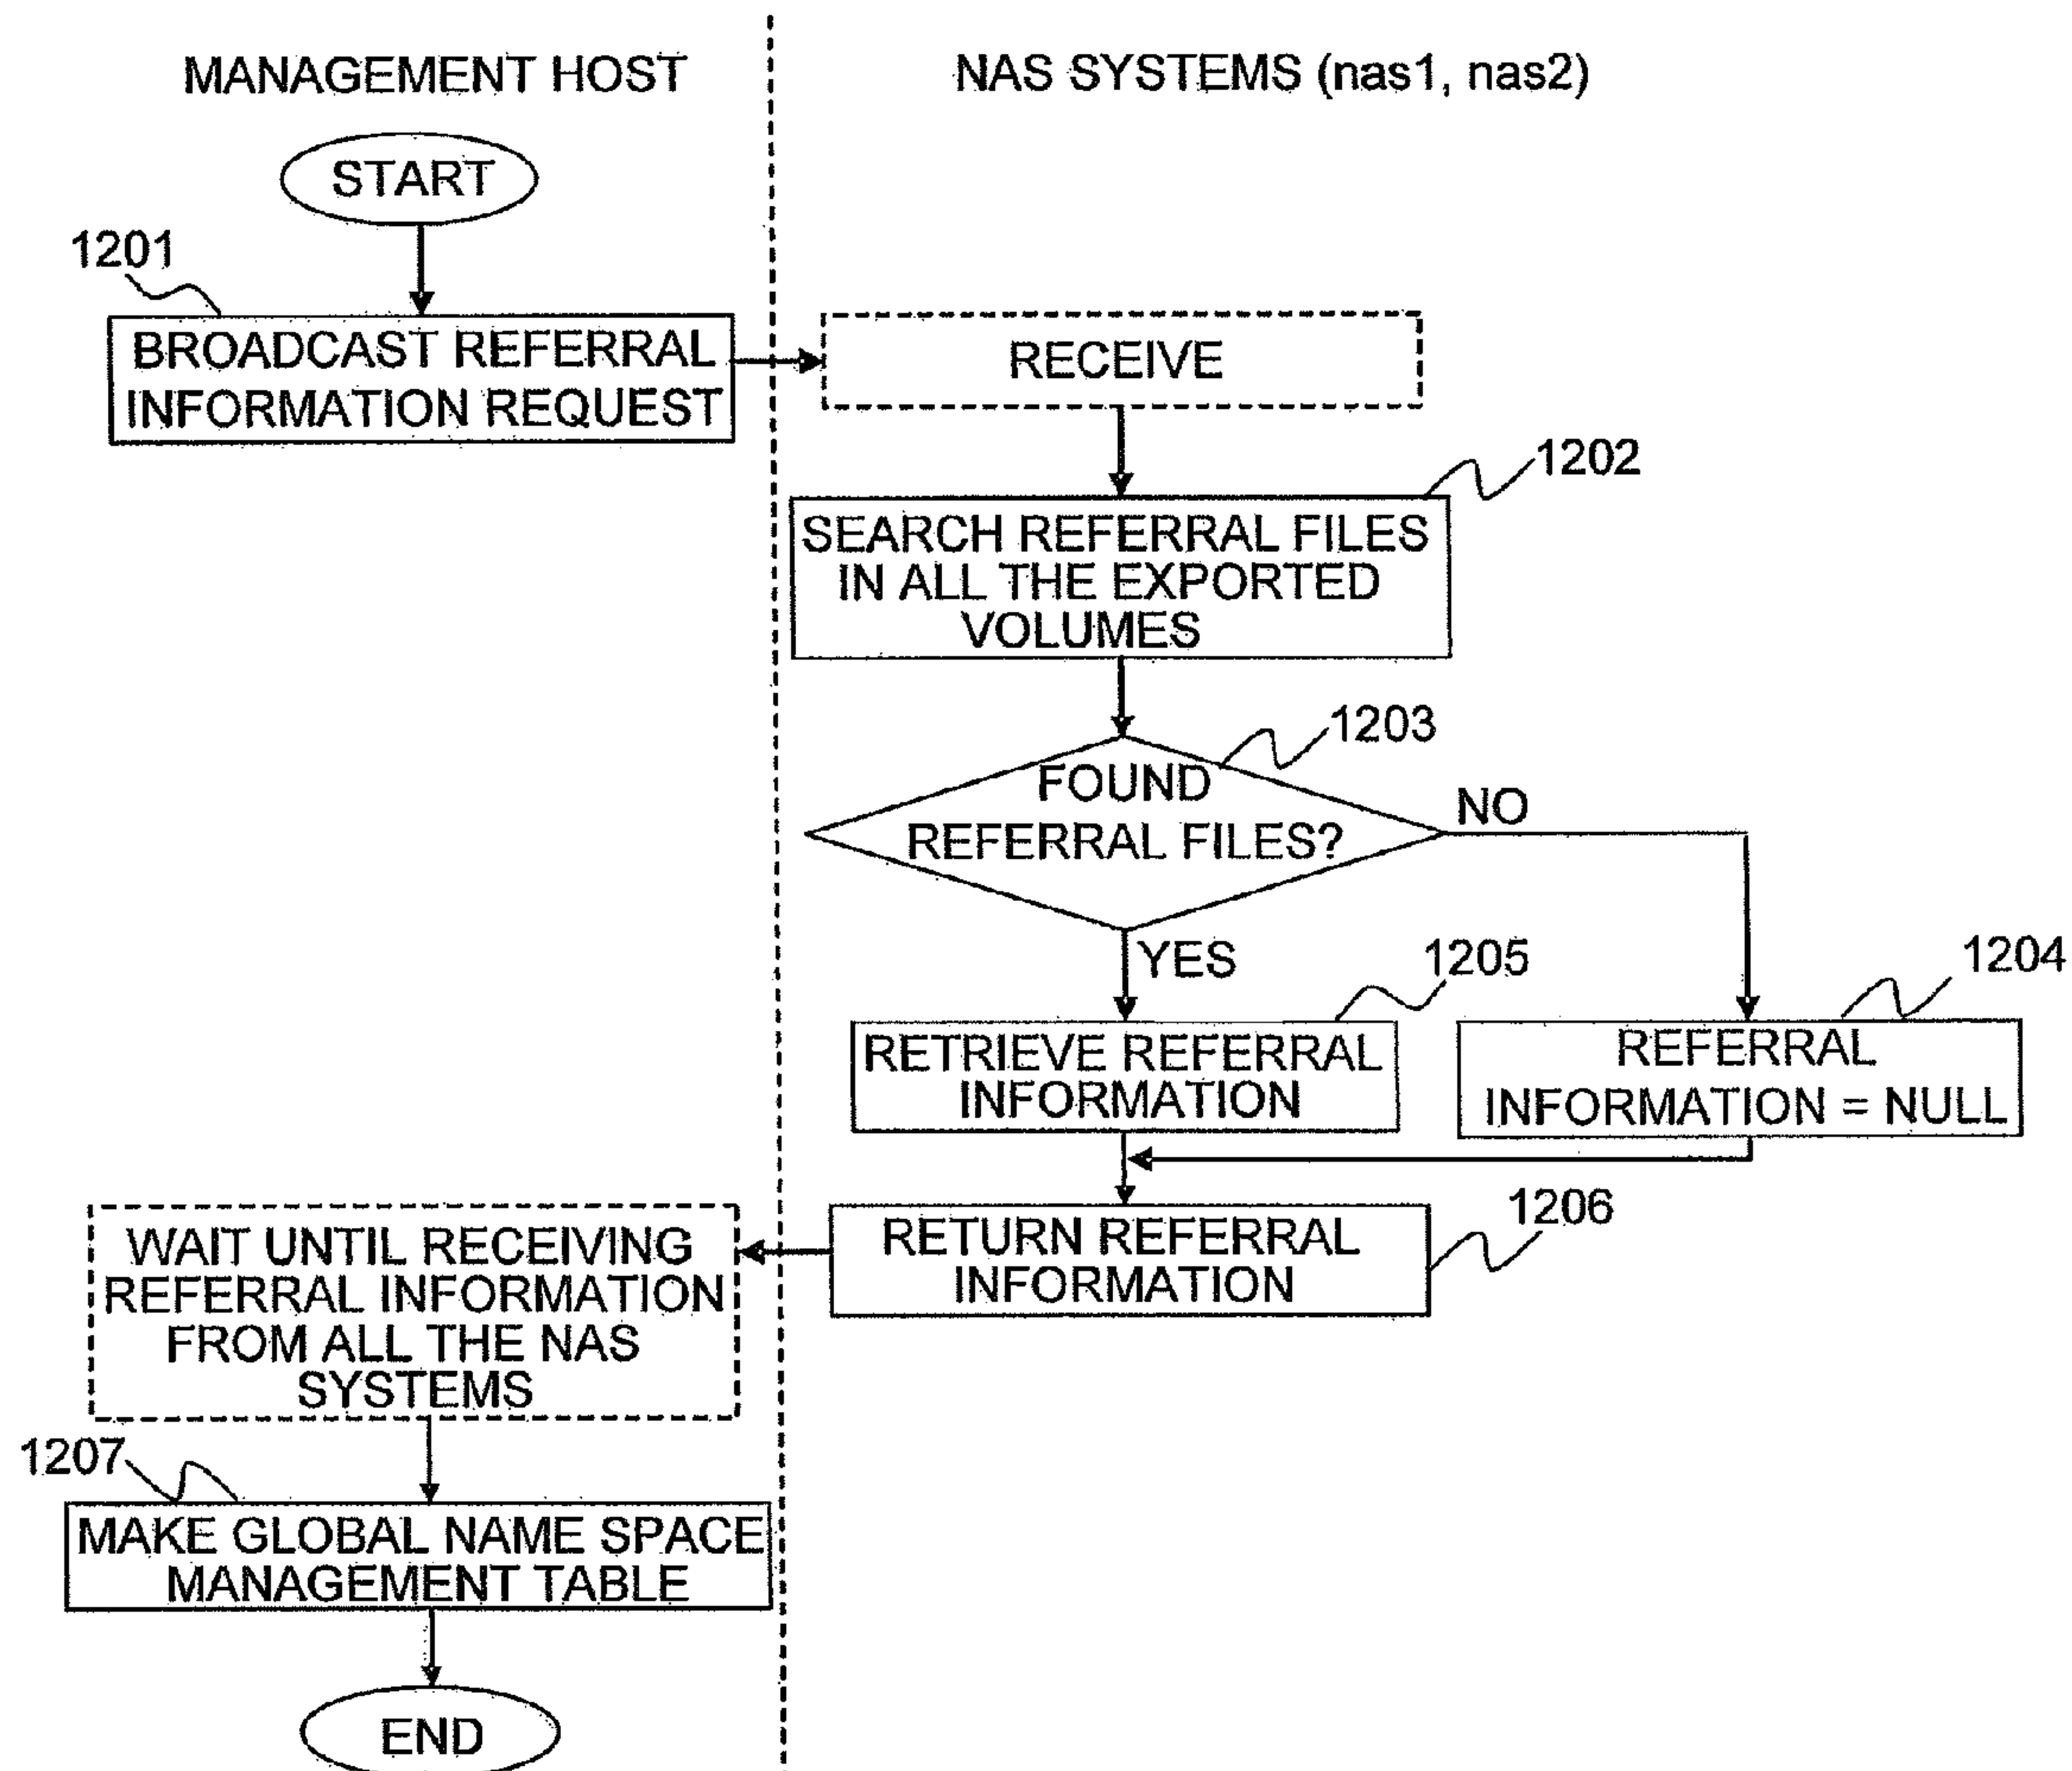 MANAGEMENT HOST
NAS SYSTEMS (nas1, nas2)
START
1201
BROADCAST REFERRAL
INFORMATION REQUEST
RECEIVE
1202
SEARCH REFERRAL FILES
IN ALL THE EXPORTED
VOLUMES
1203
FOUND
REFERRAL FILES?
NO
YES
1205
1204
RETRIEVE REFERRAL
INFORMATION
REFERRAL
INFORMATION = NULL
1206
RETURN REFERRAL
INFORMATION
WAIT UNTIL RECEIVING
REFERRAL INFORMATION
FROM ALL THE NAS
SYSTEMS
1207
MAKE GLOBAL NAME SPACE
MANAGEMENT TABLE
END